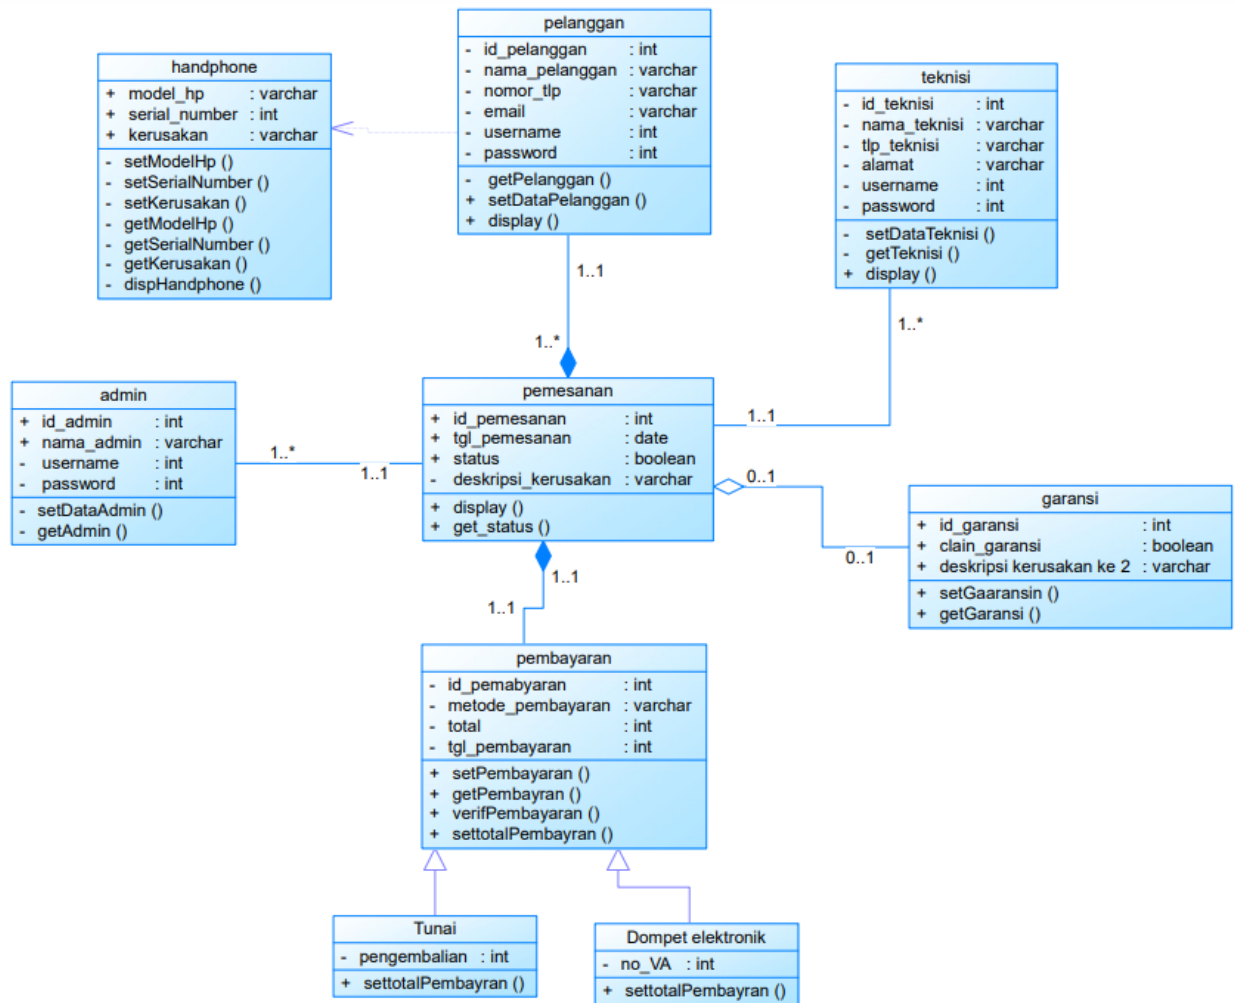 pelanggan
- id_pelanggan : int
- nama_pelanggan : varchar
- nomor_tlp : varchar
- email : varchar
- username : int
- password : int
- getPelanggan ()
+ setDataPelanggan ()
+ display ()
handphone
+ model_hp : varchar
+ serial_number : int
+ kerusakan : varchar
- setModelHp ()
- setSerialNumber ()
- setKerusakan ()
- getModelHp ()
- getSerialNumber ()
- getKerusakan ()
- dispHandphone ()
teknisi
- id_teknisi : int
- nama_teknisi : varchar
- tlp_teknisi : varchar
- alamat : varchar
- username : int
- password : int
- setDataTeknisi ()
- getTeknisi ()
+ display ()
1..1
1..*
1..*
1..1
admin
+ id_admin : int
+ nama_admin : varchar
- username : int
- password : int
- setDataAdmin ()
- getAdmin ()
1..*
1..1
pemesanan
+ id_pemesanan : int
+ tgl_pemesanan : date
+ status : boolean
- deskripsi_kerusakan : varchar
+ display ()
+ get_status ()
0..1
0..1
garansi
+ id_garansi : int
+ clain_garansi : boolean
+ deskripsi kerusakan ke 2 : varchar
+ setGaaransin ()
+ getGaransi ()
1..1
1..1
pembayaran
- id_pemabyaran : int
- metode_pembayaran : varchar
- total : int
- tgl_pembayaran : int
+ setPembayaran ()
+ getPembayran ()
+ verifPembayaran ()
+ settotalPembayran ()
Tunai
- pengembalian : int
+ settotalPembayran ()
Dompet elektronik
- no_VA : int
+ settotalPembayran ()